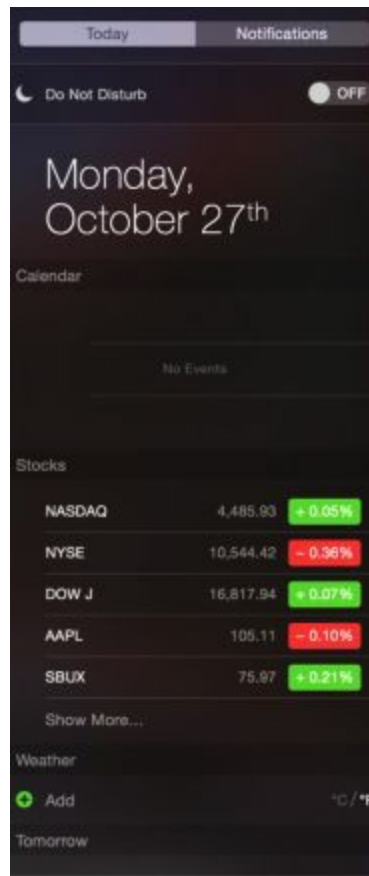 Today Notifications
Do Not Disturb OFF
Monday,
October 27th
Calendar
No Events
Stocks
NASDAQ 4,485.93 + 0.05%
NYSE 10,544.42 - 0.36%
DOW J 16,817.94 + 0.07%
AAPL 105.11 - 0.10%
SBUX 75.97 + 0.21%
Show More...
Weather
Add °C/°F
Tomorrow